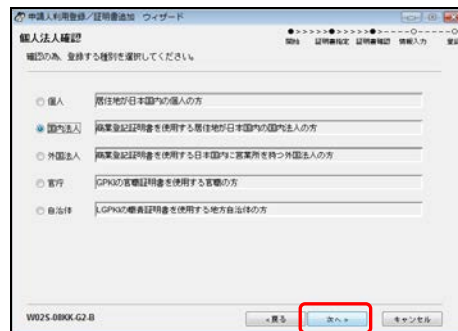 申請人利用登録／証明書追加　ウィザード
個人法人確認
開始　証明書指定　証明書確認　情報入力
確認の為、登録する種別を選択してください。
個人　居住地が日本国内の個人の方
国内法人　商業登記証明書を使用する居住地が日本国内の国内法人の方
外国法人　商業登記証明書を使用する日本国内に営業所を持つ外国法人の方
官庁　GPKIの官職証明書を使用する官職の方
自治体　LGPKIの職責証明書を使用する地方自治体の方
W02S-08KK-G2-B　<戻る　次へ>　キャンセル